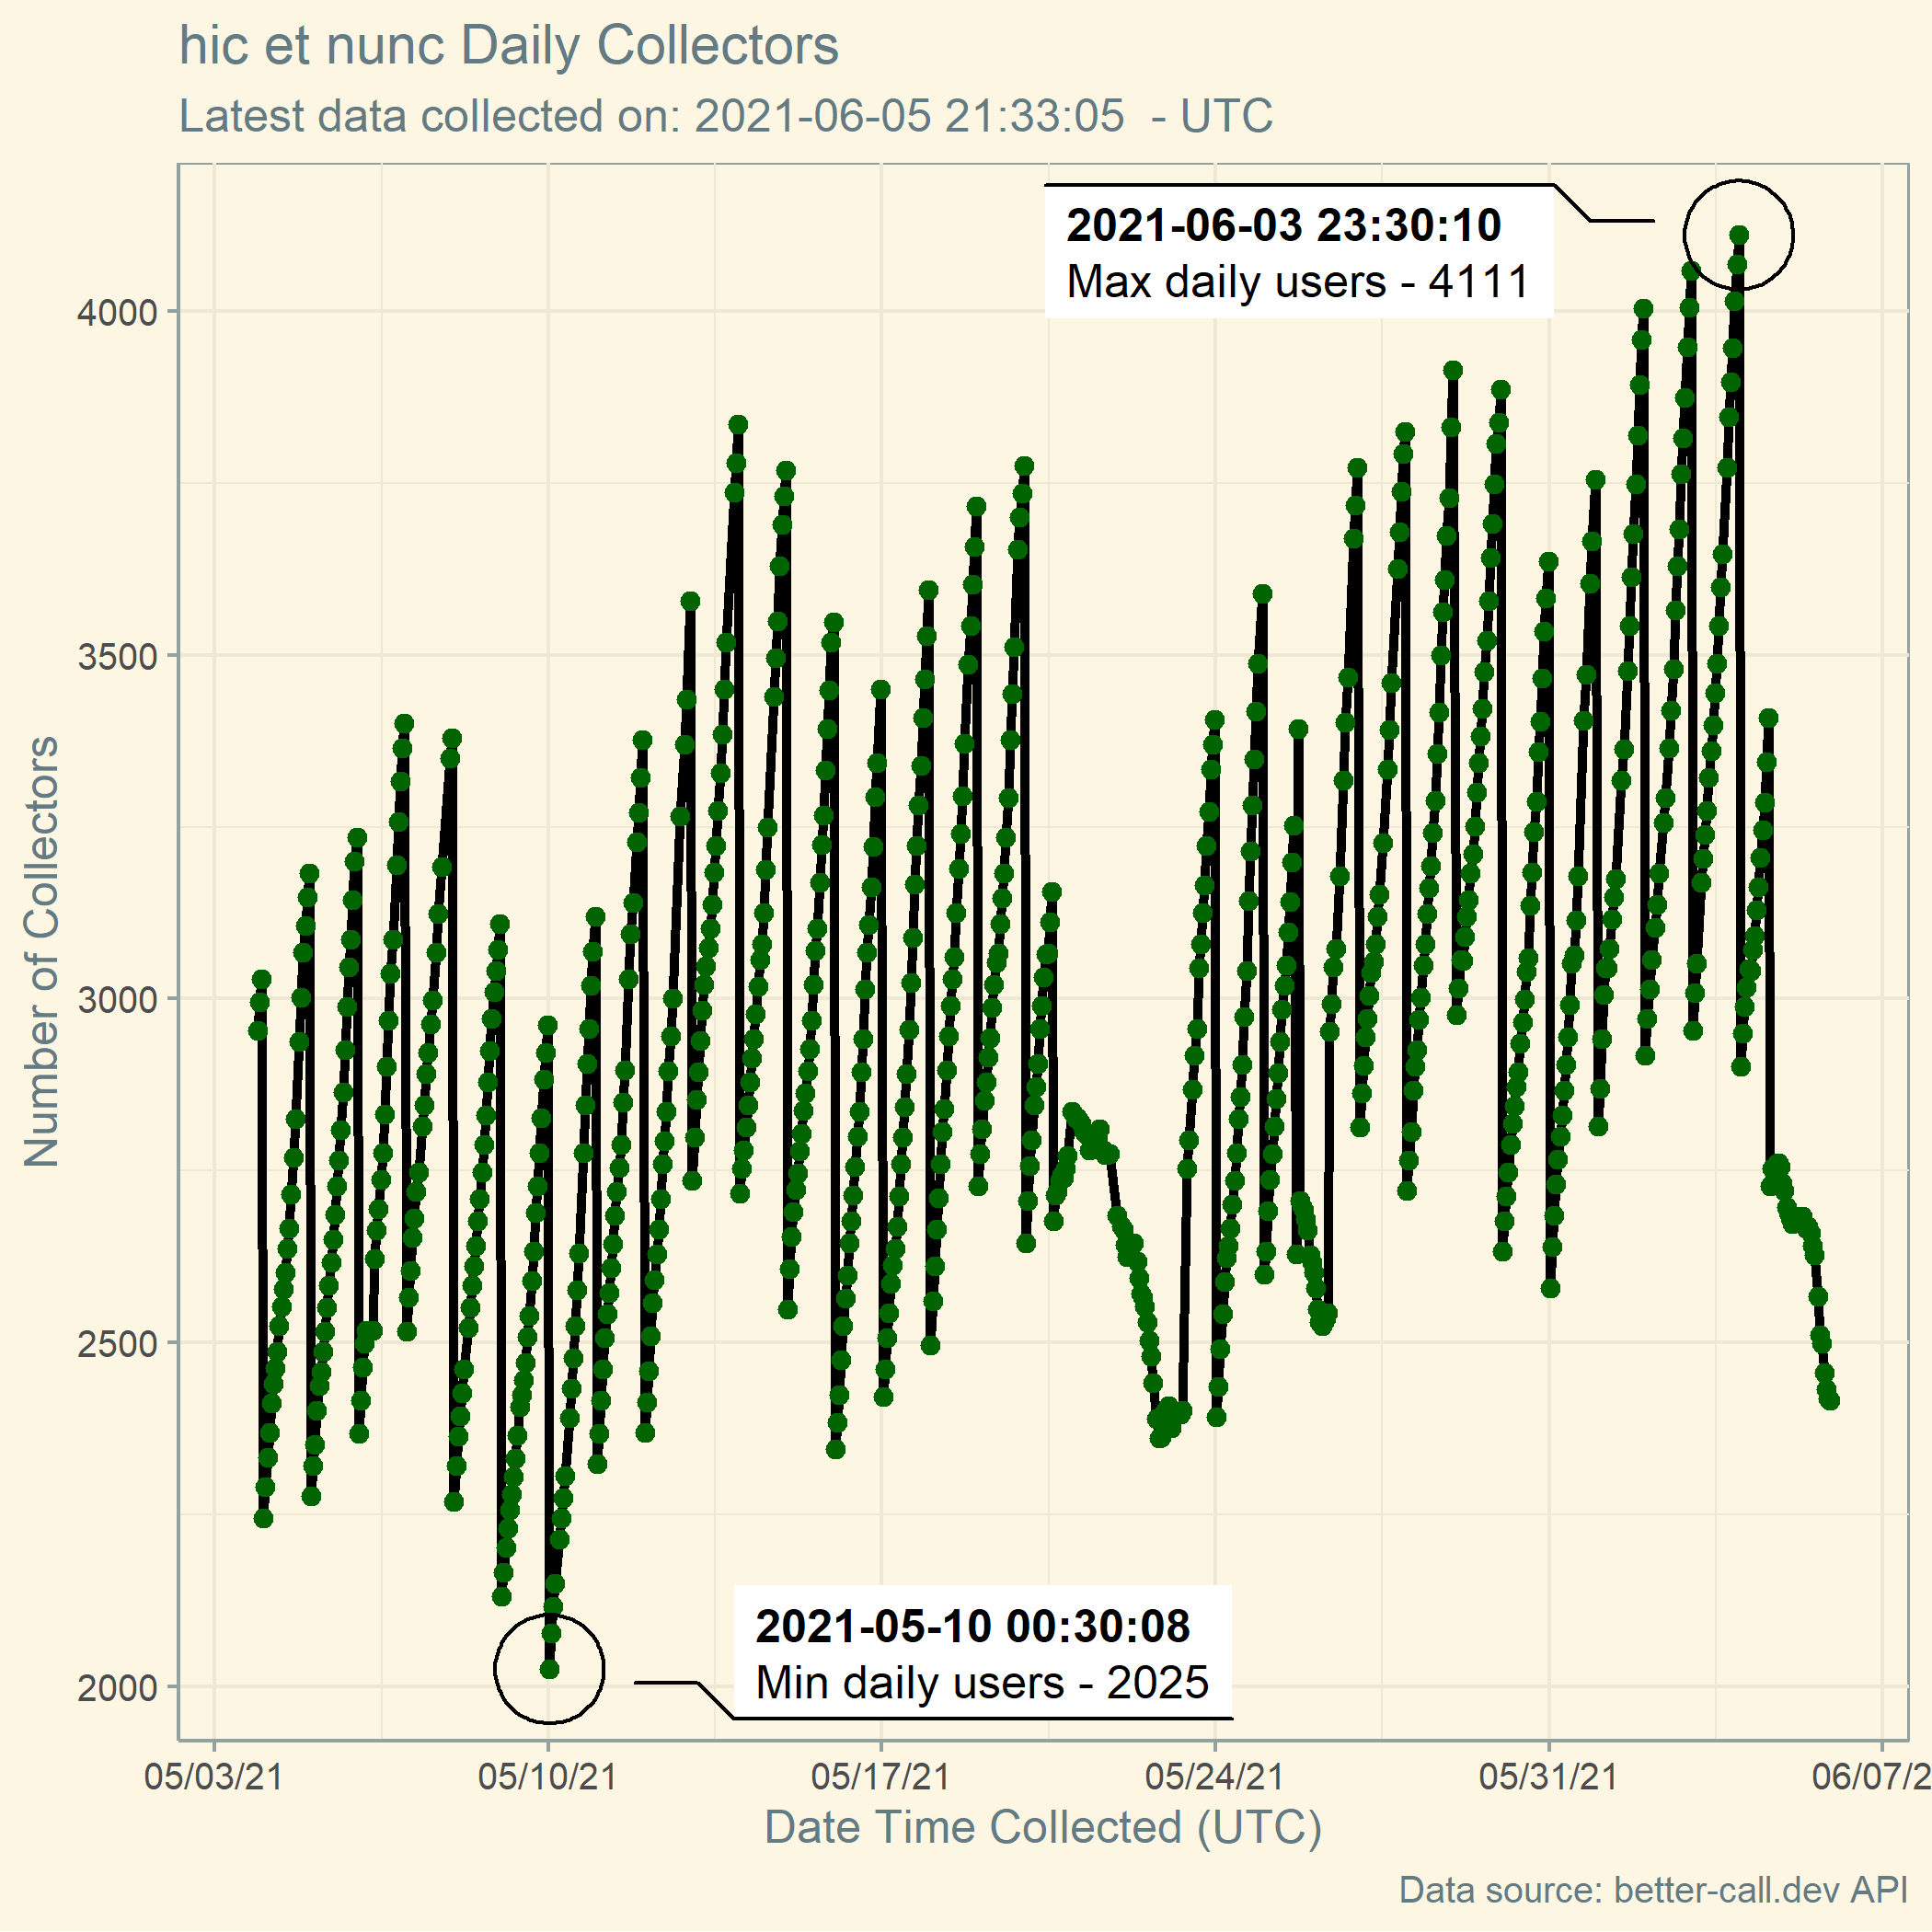 hic et nunc Daily Collectors
Latest data collected on: 2021-06-05 21:33:05  - UTC
2021-06-03 23:30:10
Max daily users - 4111
4000
3500
3000
2500
2000
Number of Collectors
2021-05-10 00:30:08
Min daily users - 2025
05/03/21 05/10/21 05/17/21 05/24/21 05/31/21 06/07/2
Date Time Collected (UTC)
Data source: better-call.dev API